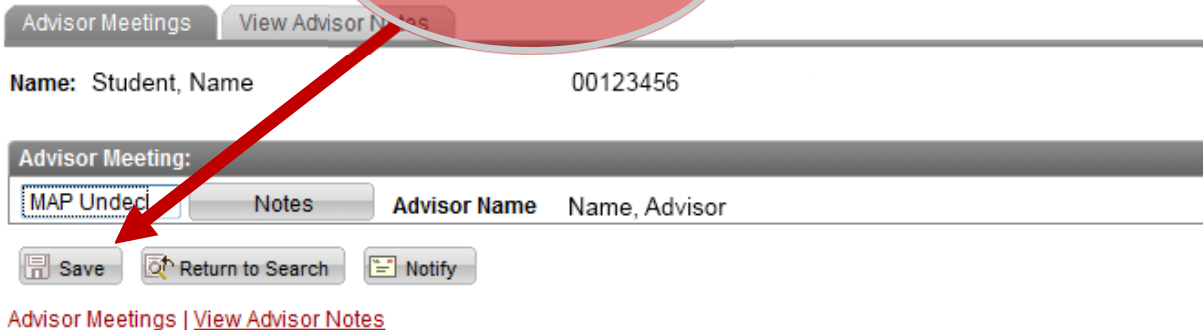 Advisor Meetings View Advisor Notes
Name: Student, Name 00123456
Advisor Meeting:
MAP Undec Notes Advisor Name Name, Advisor
Save Return to Search Notify
Advisor Meetings | View Advisor Notes